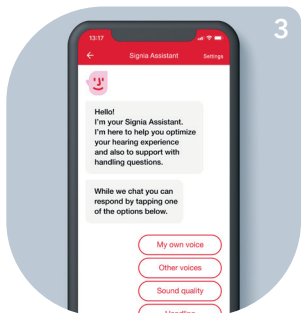 3
13:17
Signia Assistant
Settings
Hello!
I'm your Signia Assistant.
I'm here to help you optimize
your hearing experience
and also to support with
handling questions.
While we chat you can
respond by tapping one
of the options below.
My own voice
Other voices
Sound quality
Handling